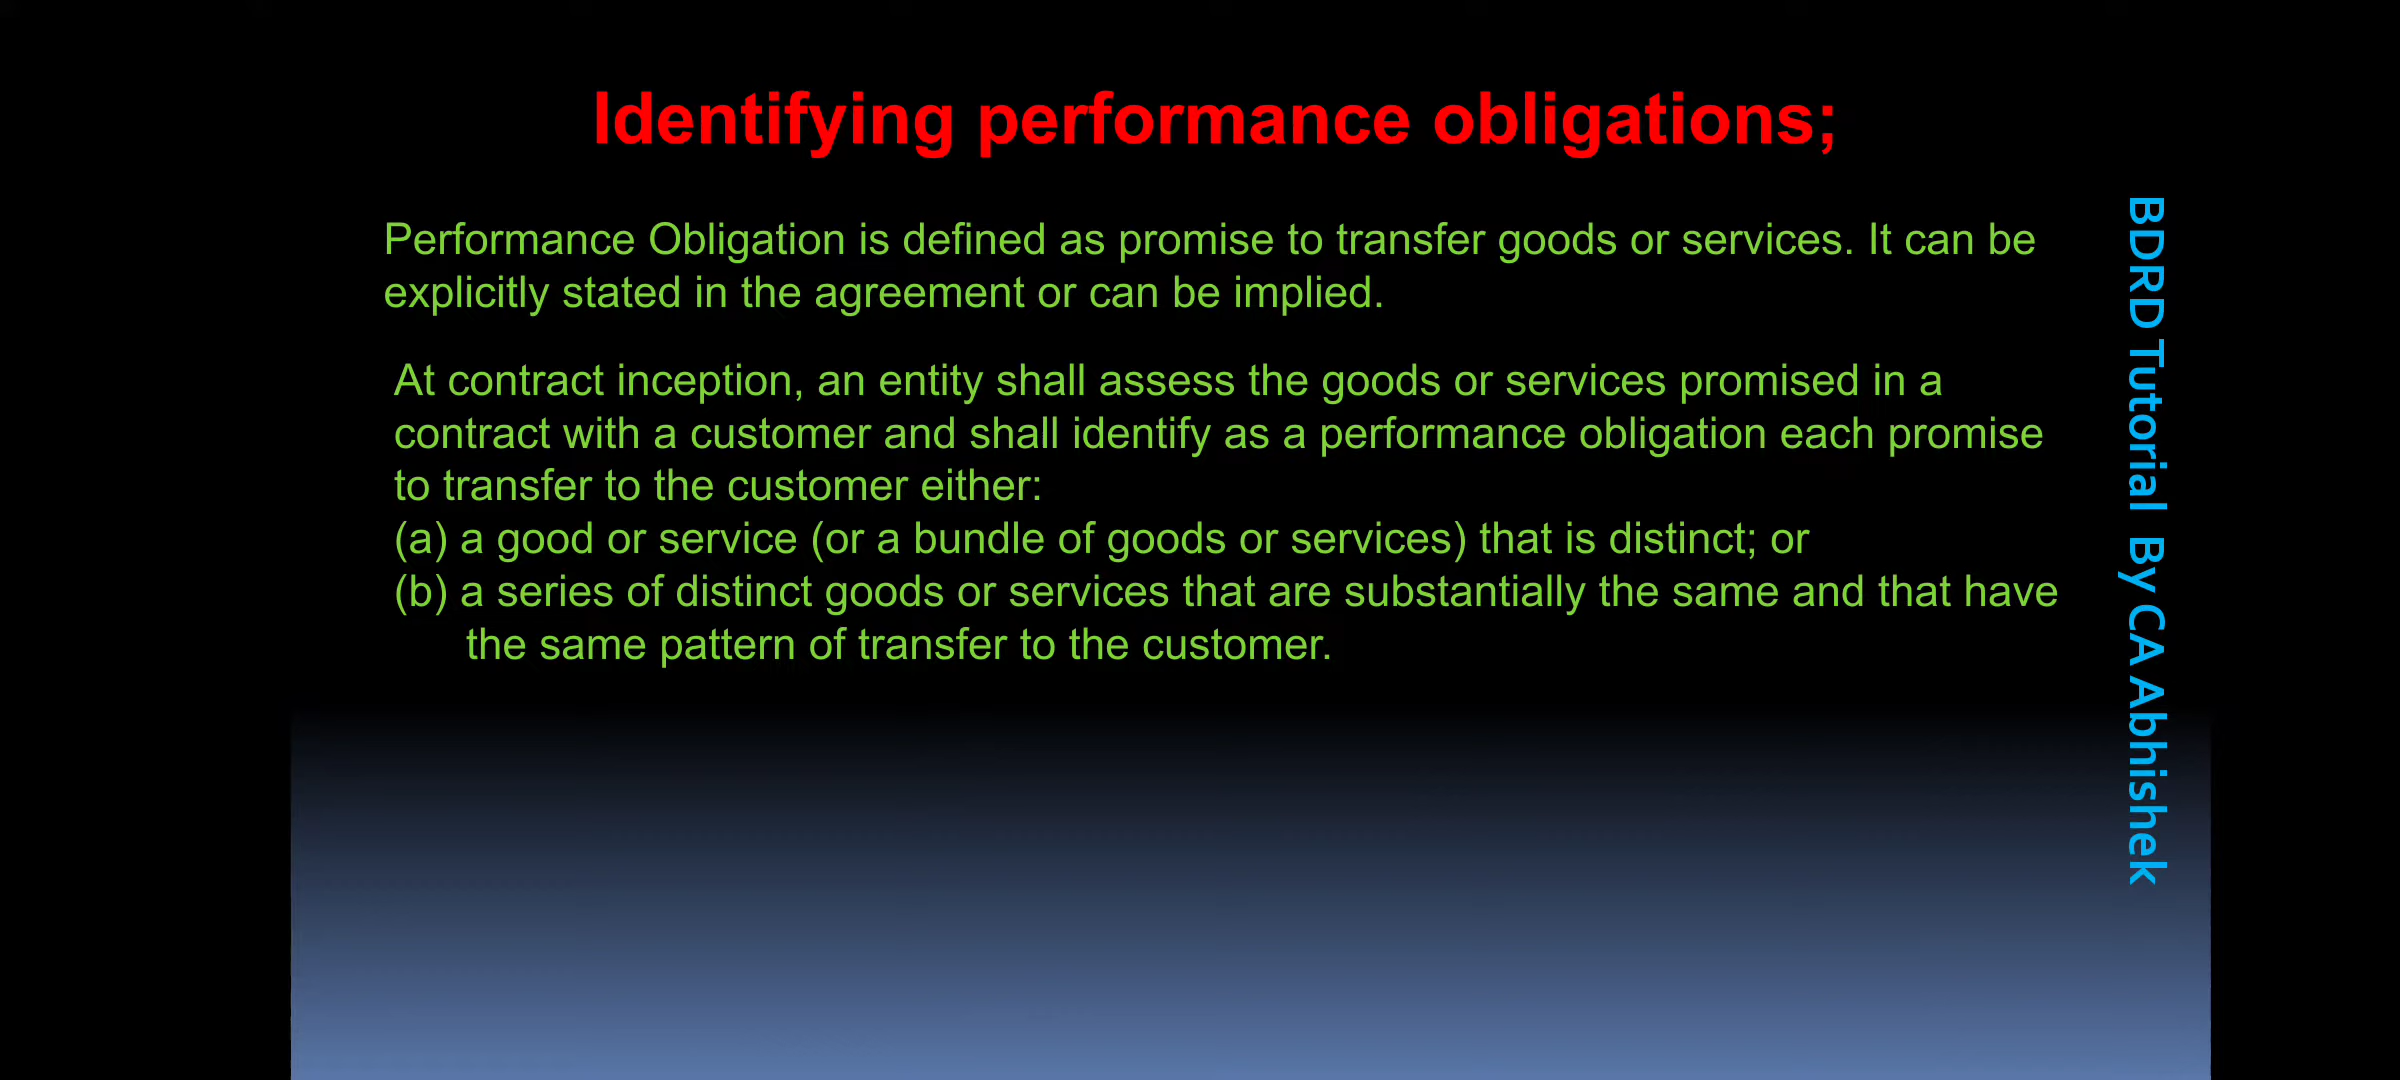 Identifying performance obligations;
Performance Obligation is defined as promise to transfer goods or services. It can be
explicitly stated in the agreement or can be implied.
At contract inception, an entity shall assess the goods or services promised in a
contract with a customer and shall identify as a performance obligation each promise
to transfer to the customer either:
(a) a good or service (or a bundle of goods or services) that is distinct; or
(b) a series of distinct goods or services that are substantially the same and that have
the same pattern of transfer to the customer.
BDRD Tutorial By CA Abhishek